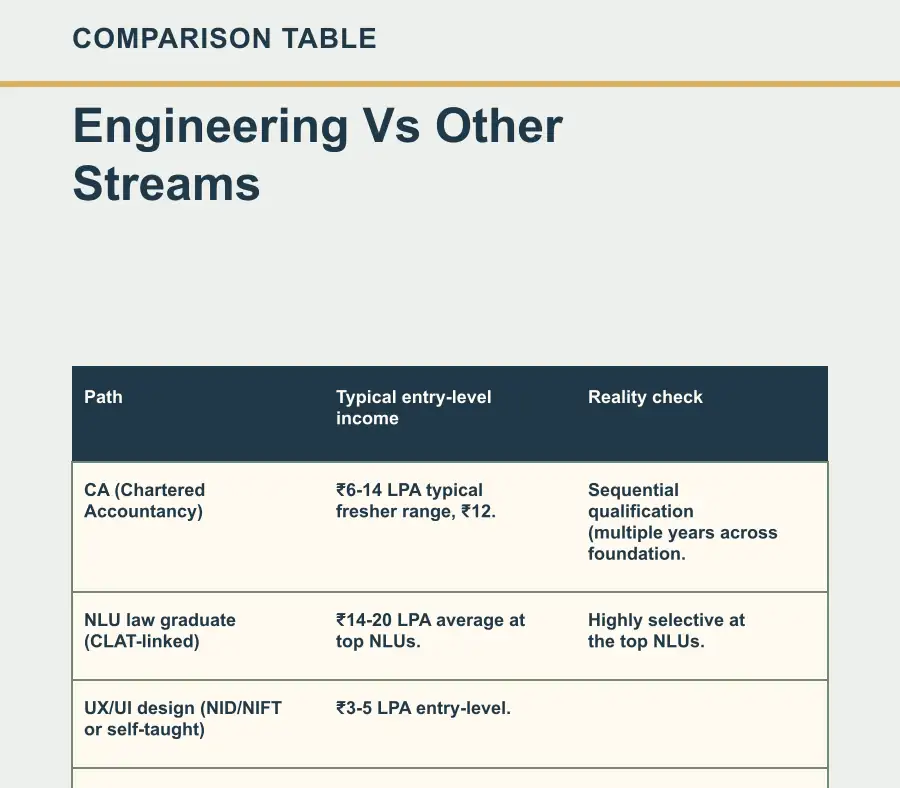 COMPARISON TABLE
Engineering Vs Other
Streams
Path
Typical entry-level
income
Reality check
CA (Chartered
Accountancy)
₹6-14 LPA typical
fresher range, ₹12.
Sequential
qualification
(multiple years across
foundation.
NLU law graduate
(CLAT-linked)
₹14-20 LPA average at
top NLUs.
Highly selective at
the top NLUs.
UX/UI design (NID/NIFT
or self-taught)
₹3-5 LPA entry-level.